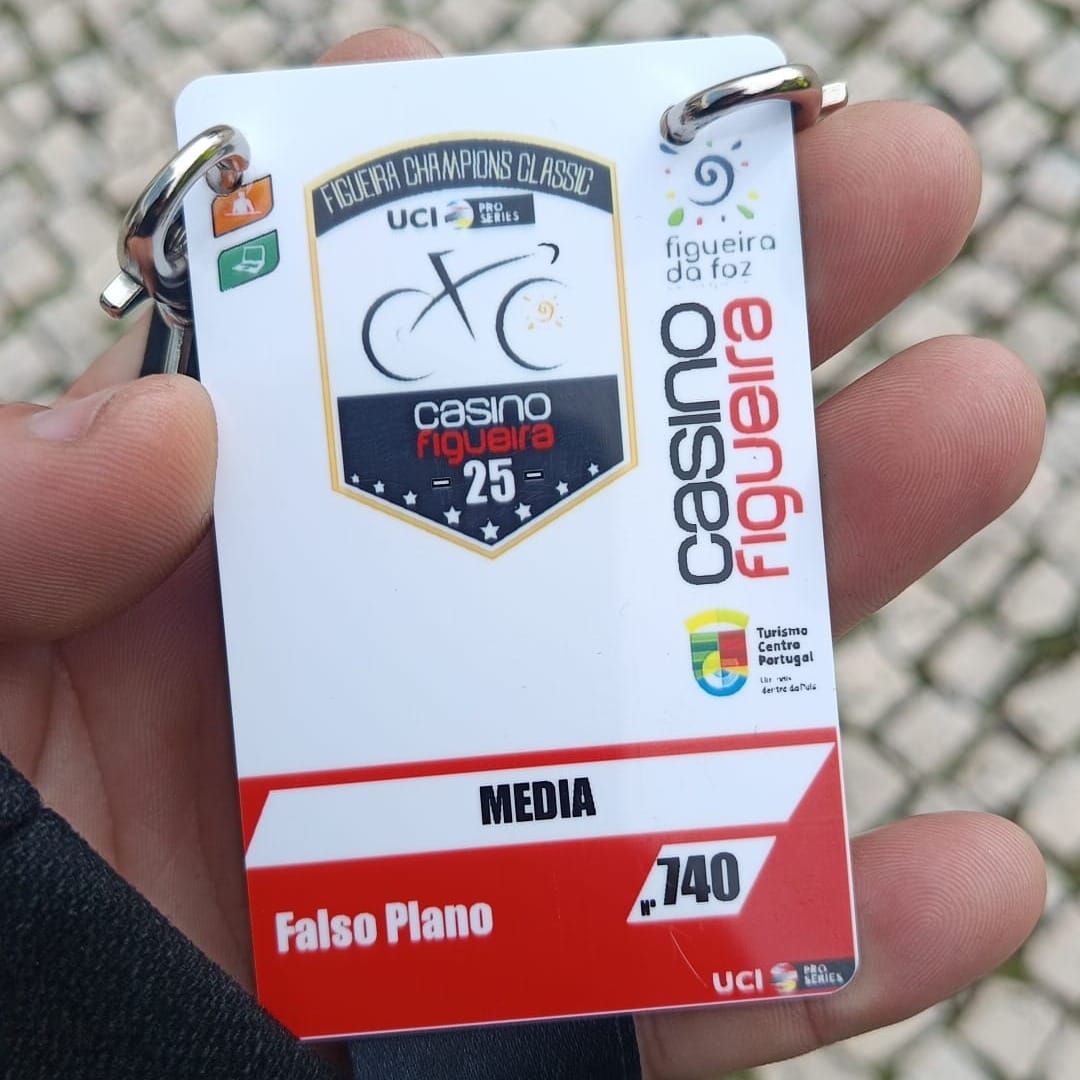 FIGUEIRA CHAMPIONS CLASSIC
UCI PRO SERIES
casino
figueira
- 25 -
figueira
da foz
casino
figueira
Turismo
Centro
Portugal
MEDIA
Nº 740
Falso Plano
UCI PRO SERIES